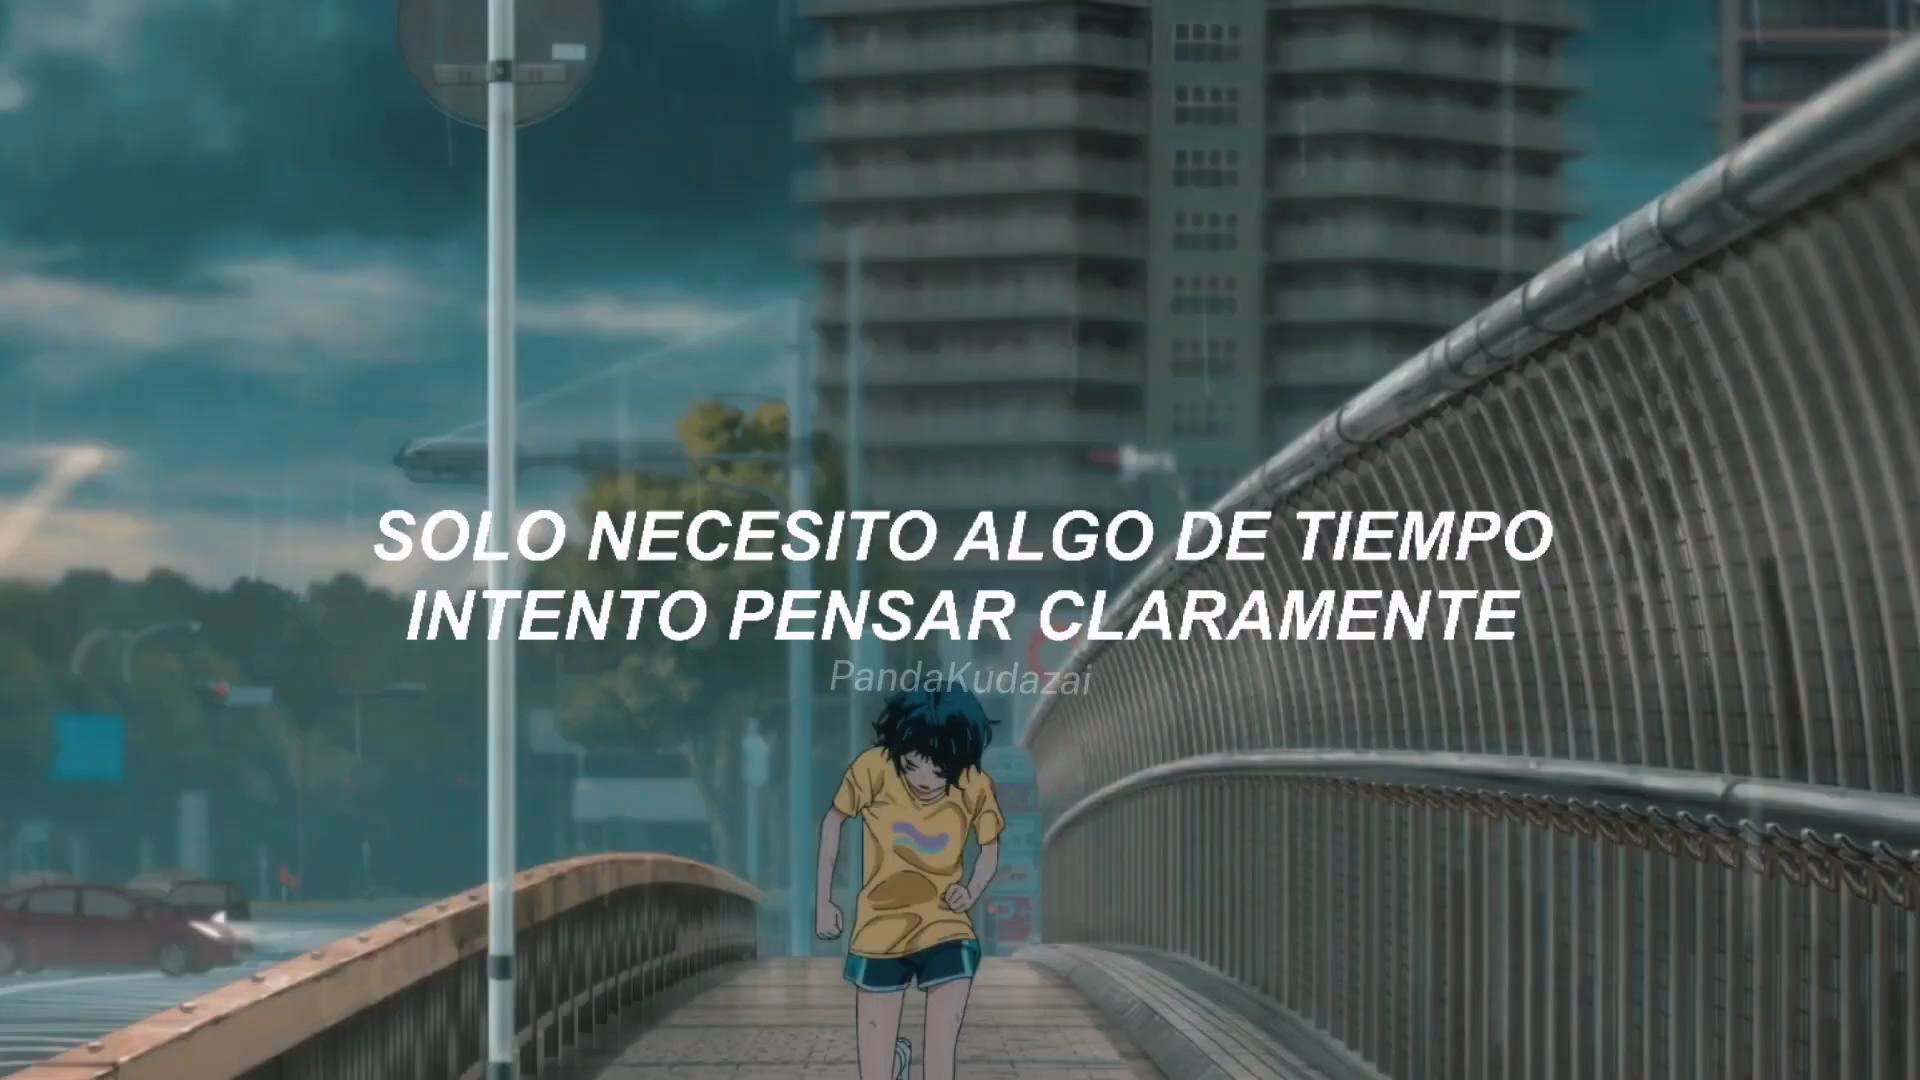 SOLO NECESITO ALGO DE TIEMPO
INTENTO PENSAR CLARAMENTE
PandaKudazai